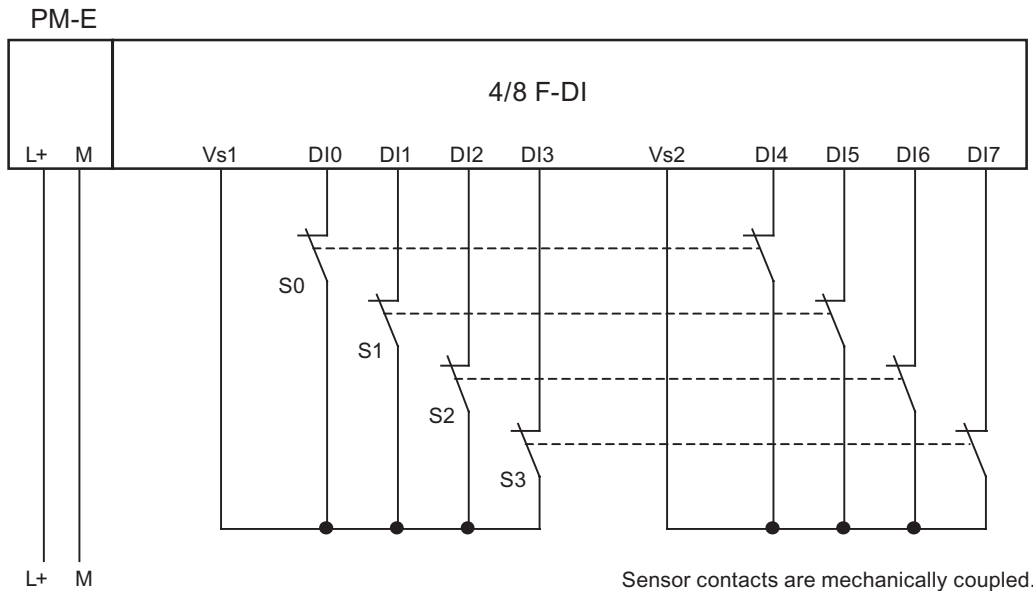 PM-E
4/8 F-DI
L+ M Vs1 DI0 DI1 DI2 DI3 Vs2 DI4 DI5 DI6 DI7
S0
S1
S2
S3
L+ M Sensor contacts are mechanically coupled.